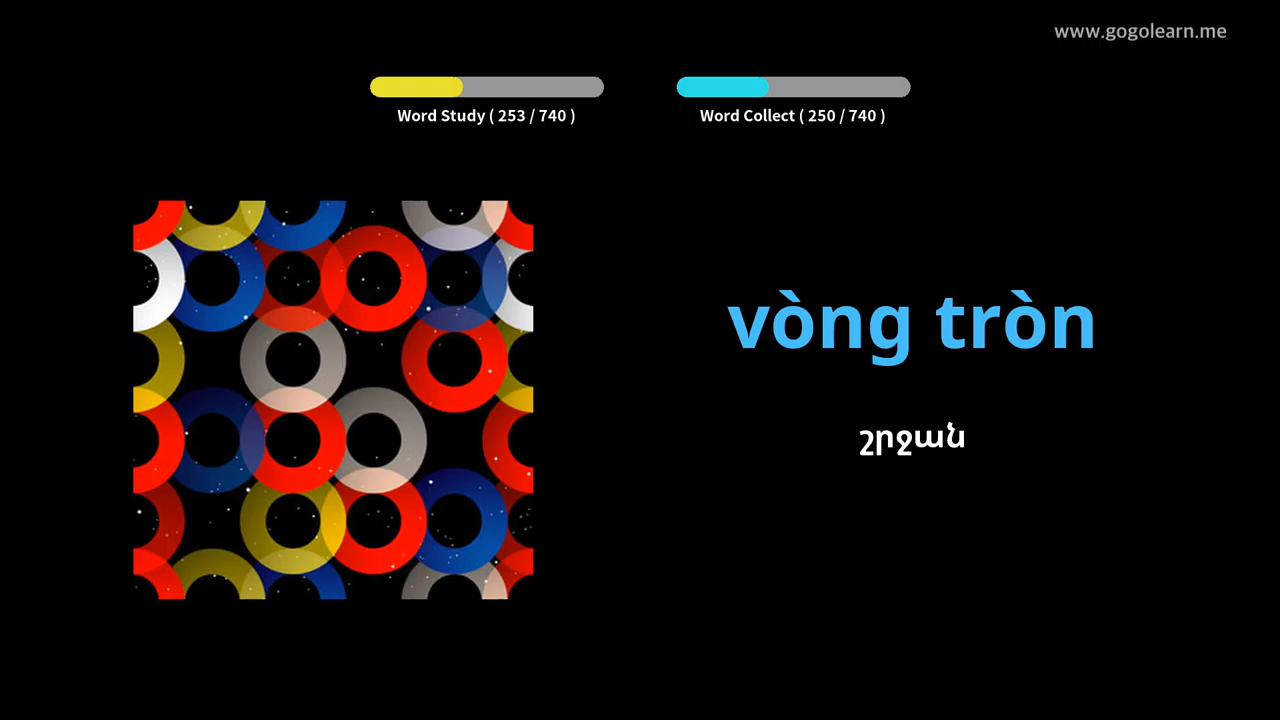 www.gogolearn.me
Word Study ( 253 / 740 )
Word Collect ( 250 / 740 )
vòng tròn
շրջան